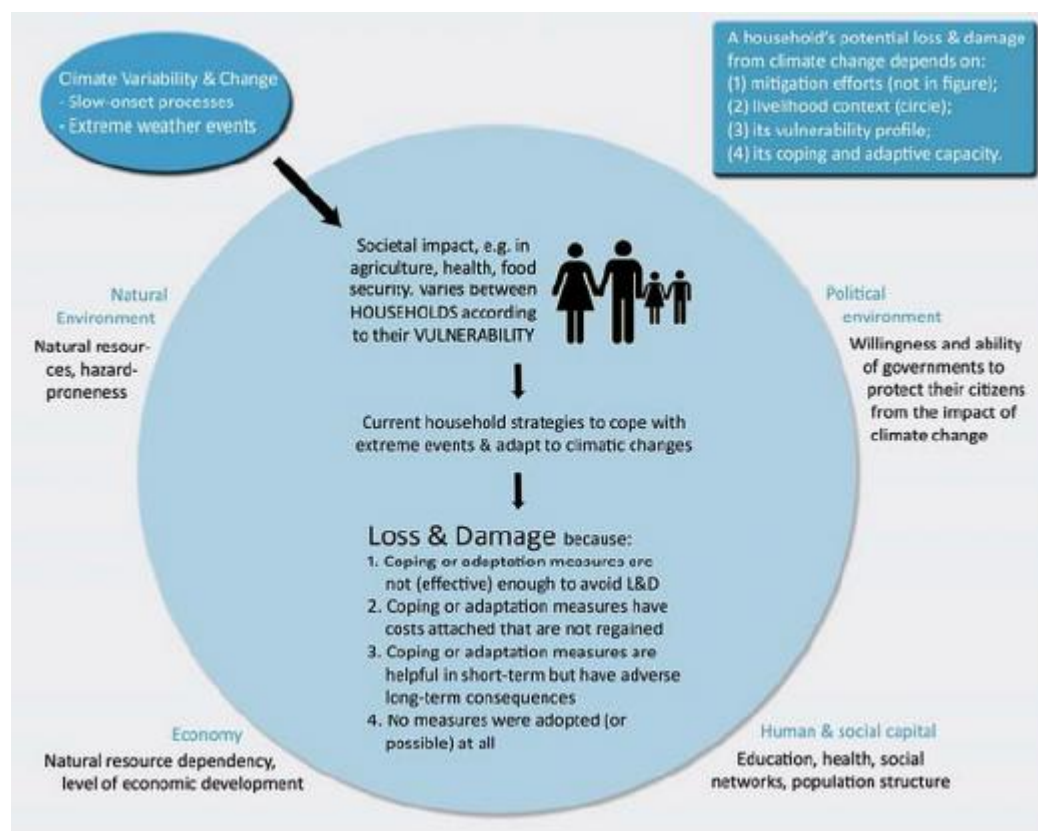 Climate Variability & Change
- Slow-onset processes
- Extreme weather events
A household's potential loss & damage
from climate change depends on:
(1) mitigation efforts (not in figure);
(2) livelihood context (circle);
(3) its vulnerability profile;
(4) its coping and adaptive capacity.
Societal impact, e.g. in
agriculture, health, food
security. Varies between
HOUSEHOLDS according
to their VULNERABILITY
Natural
Environment
Natural resour-
ces, hazard-
proneness
Political
environment
Willingness and ability
of governments to
protect their citizens
from the impact of
climate change
Current household strategies to cope with
extreme events & adapt to climatic changes
Loss & Damage because:
1. Coping or adaptation measures are
not (effective) enough to avoid L&D
2. Coping or adaptation measures have
costs attached that are not regained
3. Coping or adaptation measures are
helpful in short-term but have adverse
long-term consequences
4. No measures were adopted (or
possible) at all
Economy
Natural resource dependency,
level of economic development
Human & social capital
Education, health, social
networks, population structure